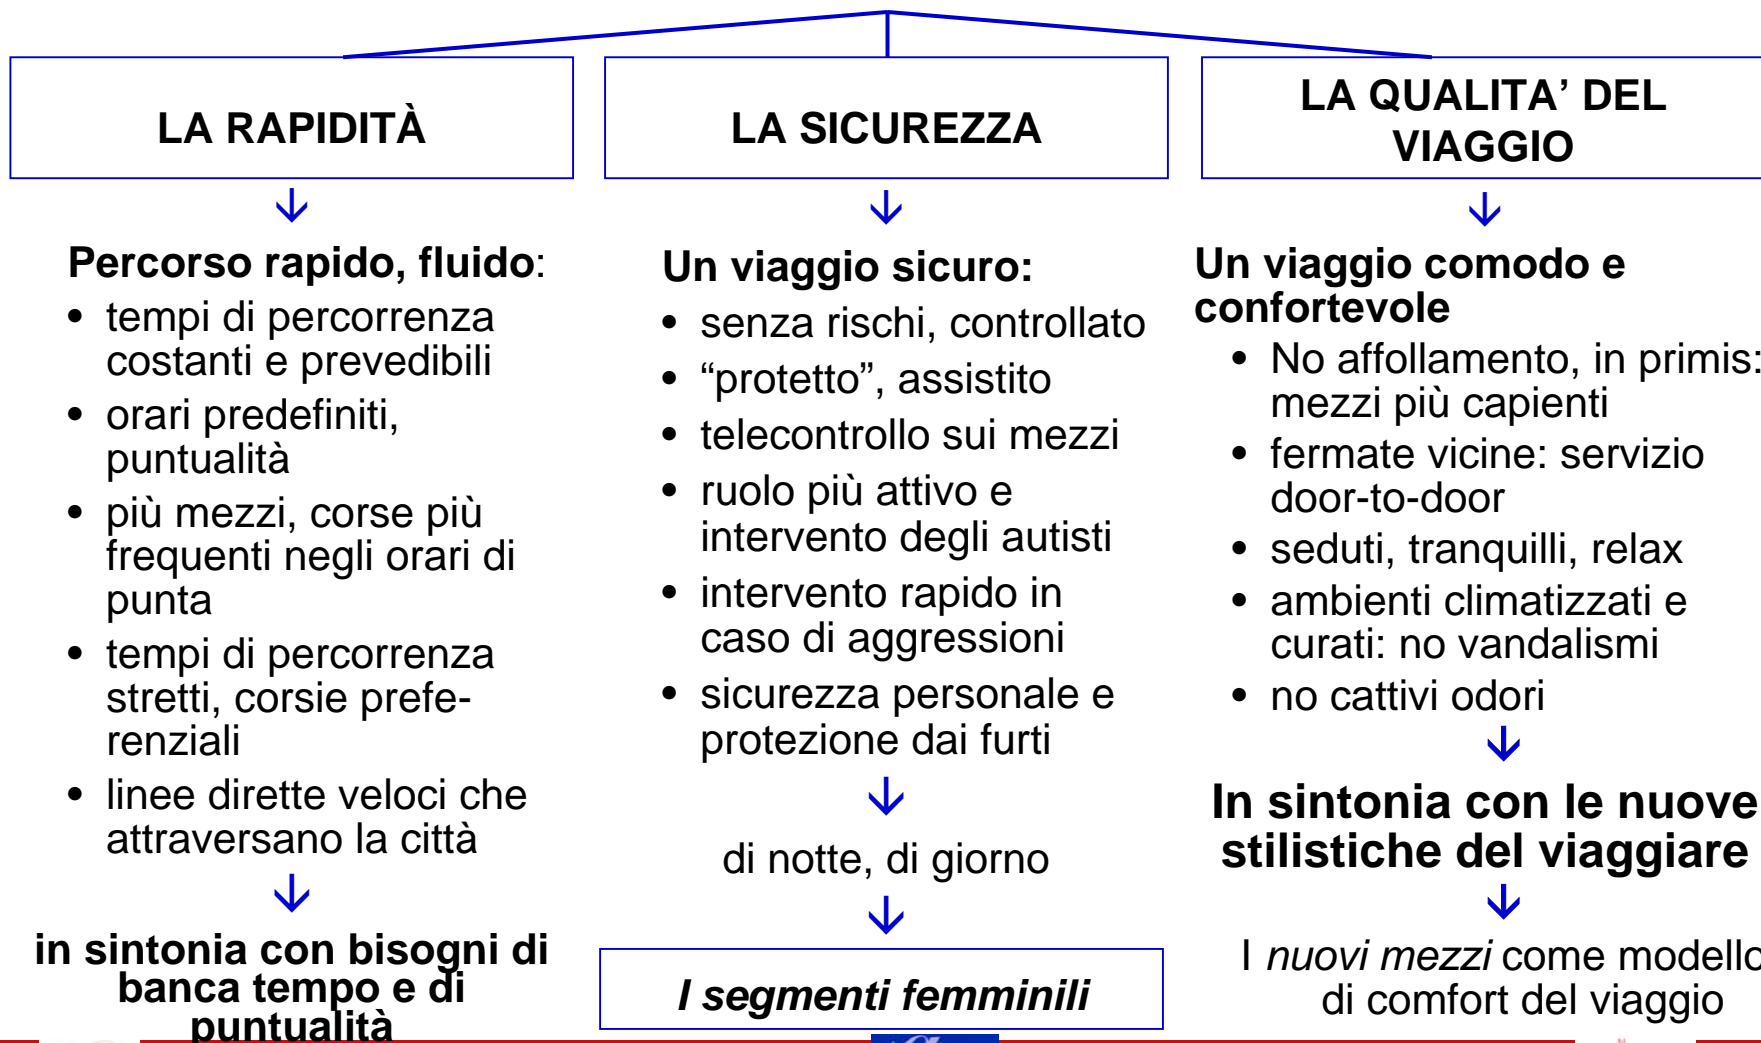 LA RAPIDITÀ
Percorso rapido, fluido:
• tempi di percorrenza
costanti e prevedibili
• orari predefiniti,
puntualità
• più mezzi, corse più
frequenti negli orari di
punta
• tempi di percorrenza
stretti, corsie prefe-
renziali
• linee dirette veloci che
attraversano la città
in sintonia con bisogni di
banca tempo e di
puntualità
LA SICUREZZA
Un viaggio sicuro:
• senza rischi, controllato
• “protetto”, assistito
• telecontrollo sui mezzi
• ruolo più attivo e
intervento degli autisti
• intervento rapido in
caso di aggressioni
• sicurezza personale e
protezione dai furti
di notte, di giorno
I segmenti femminili
LA QUALITA’ DEL
VIAGGIO
Un viaggio comodo e
confortevole
• No affollamento, in primis:
mezzi più capienti
• fermate vicine: servizio
door-to-door
• seduti, tranquilli, relax
• ambienti climatizzati e
curati: no vandalismi
• no cattivi odori
In sintonia con le nuove
stilistiche del viaggiare
I nuovi mezzi come modello
di comfort del viaggio